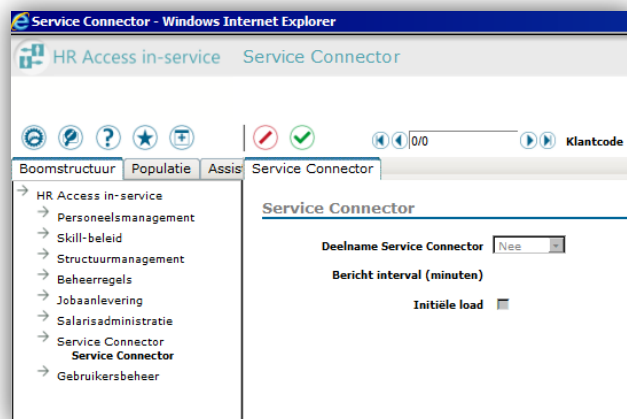 Service Connector - Windows Internet Explorer
HR Access in-service Service Connector
0/0 Klantcode
Boomstructuur Populatie Assis Service Connector
HR Access in-service
Personeelsmanagement
Skill-beleid
Structuurmanagement
Beheerregels
Jobaanlevering
Salarisadministratie
Service Connector
Service Connector
Gebruikersbeheer
Service Connector
Deelname Service Connector Nee
Bericht interval (minuten)
Initiële load